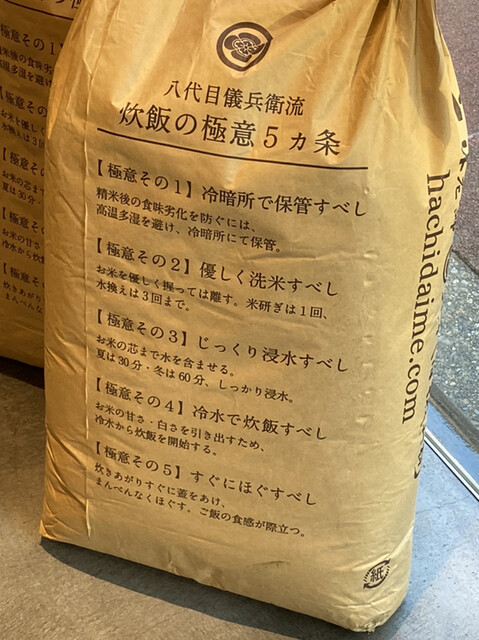 八代目儀兵衛流
炊飯の極意5カ条
【極意その1】冷暗所で保管すべし
精米後の食味劣化を防ぐには、
高温多湿を避け、冷暗所にて保管。
【極意その2】優しく洗米すべし
お米を優しく握っては離す。米研ぎは1回、
水換えは3回まで。
【極意その3】じっくり浸水すべし
お米の芯まで水を含ませる。
夏は30分・冬は60分、しっかり浸水。
【極意その4】冷水で炊飯すべし
お米の甘さ・白さを引き出すため、
冷水から炊飯を開始する。
【極意その5】すぐにほぐすべし
炊きあがりすぐに蓋をあけ、
まんべんなくほぐす。ご飯の食感が際立つ。
hachidaime.com
紙